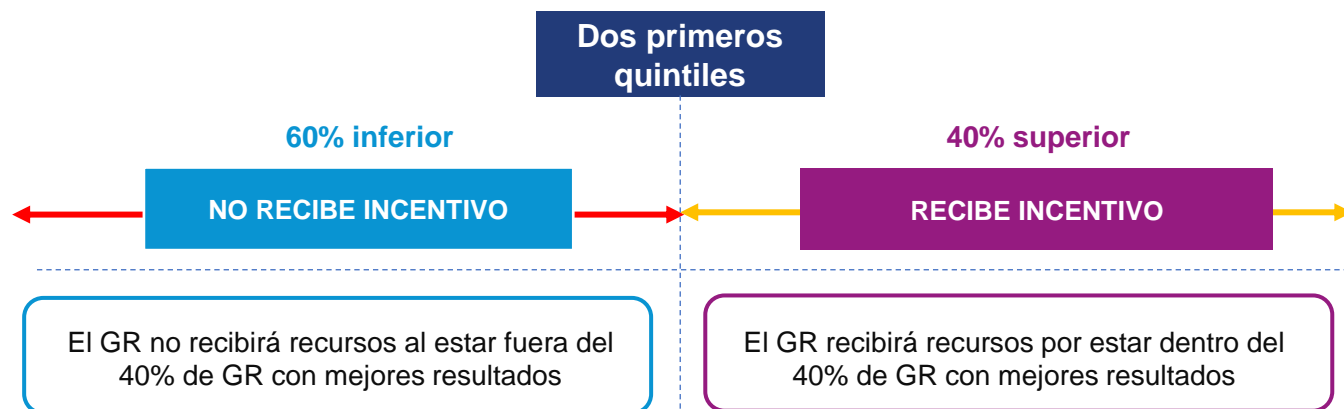 Dos primeros
quintiles
60% inferior
40% superior
NO RECIBE INCENTIVO
RECIBE INCENTIVO
El GR no recibirá recursos al estar fuera del
40% de GR con mejores resultados
El GR recibirá recursos por estar dentro del
40% de GR con mejores resultados